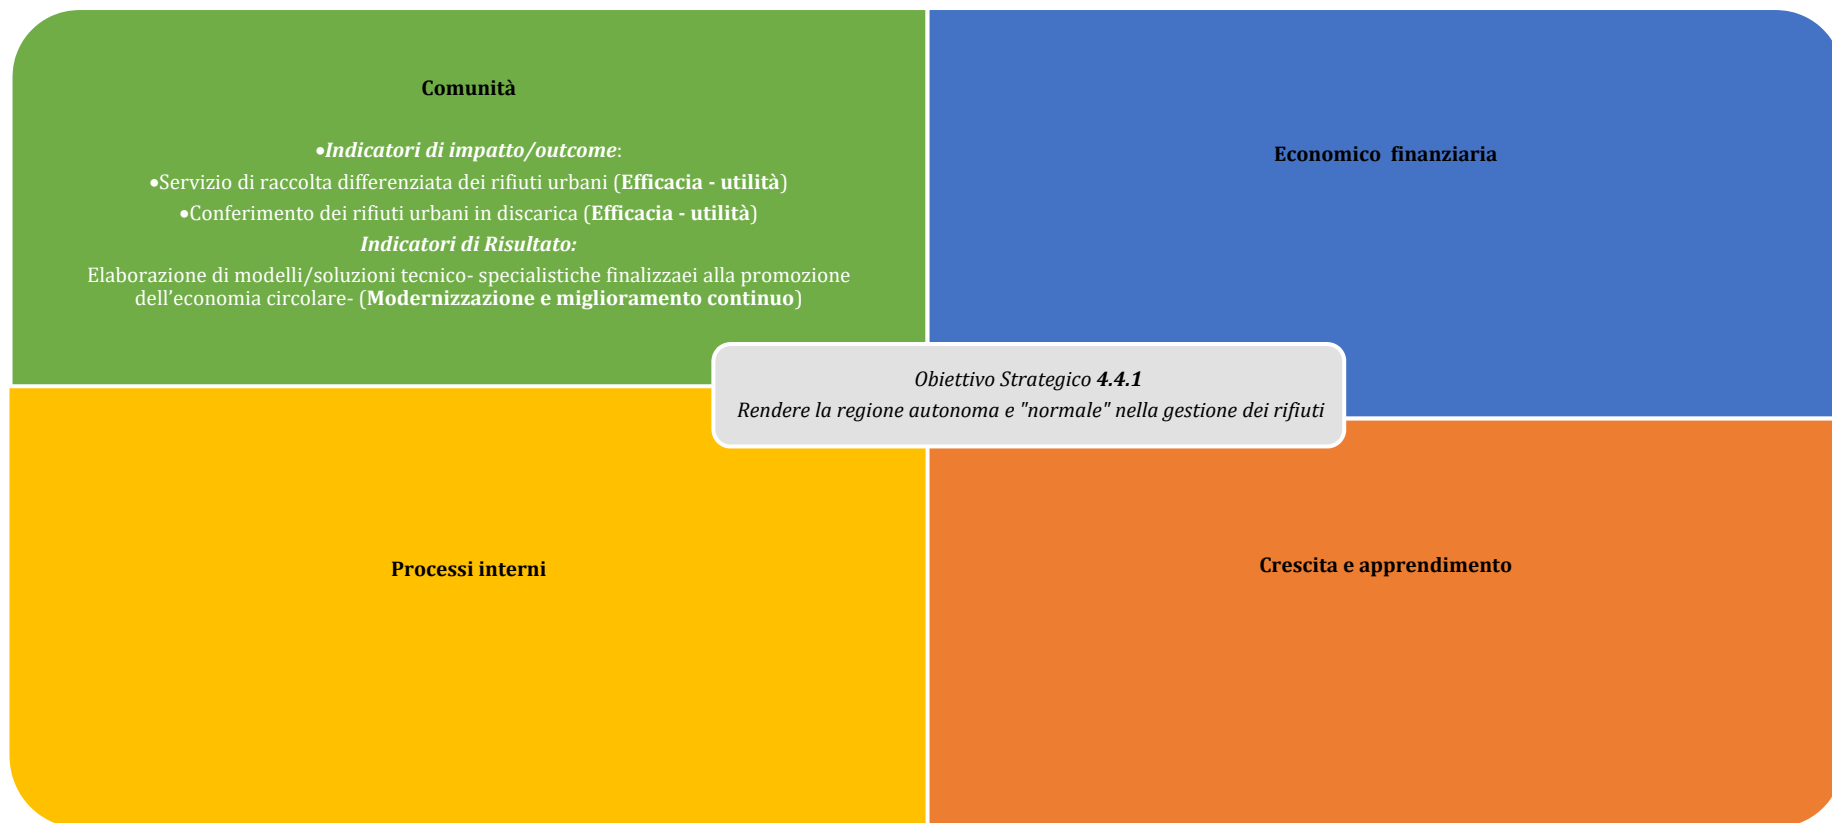 Comunità
•Indicatori di impatto/outcome:
•Servizio di raccolta differenziata dei rifiuti urbani (Efficacia - utilità)
•Conferimento dei rifiuti urbani in discarica (Efficacia - utilità)
Indicatori di Risultato:
Elaborazione di modelli/soluzioni tecnico- specialistiche finalizzaei alla promozione
dell’economia circolare- (Modernizzazione e miglioramento continuo)
Economico  finanziaria
Obiettivo Strategico 4.4.1
Rendere la regione autonoma e "normale" nella gestione dei rifiuti
Processi interni
Crescita e apprendimento